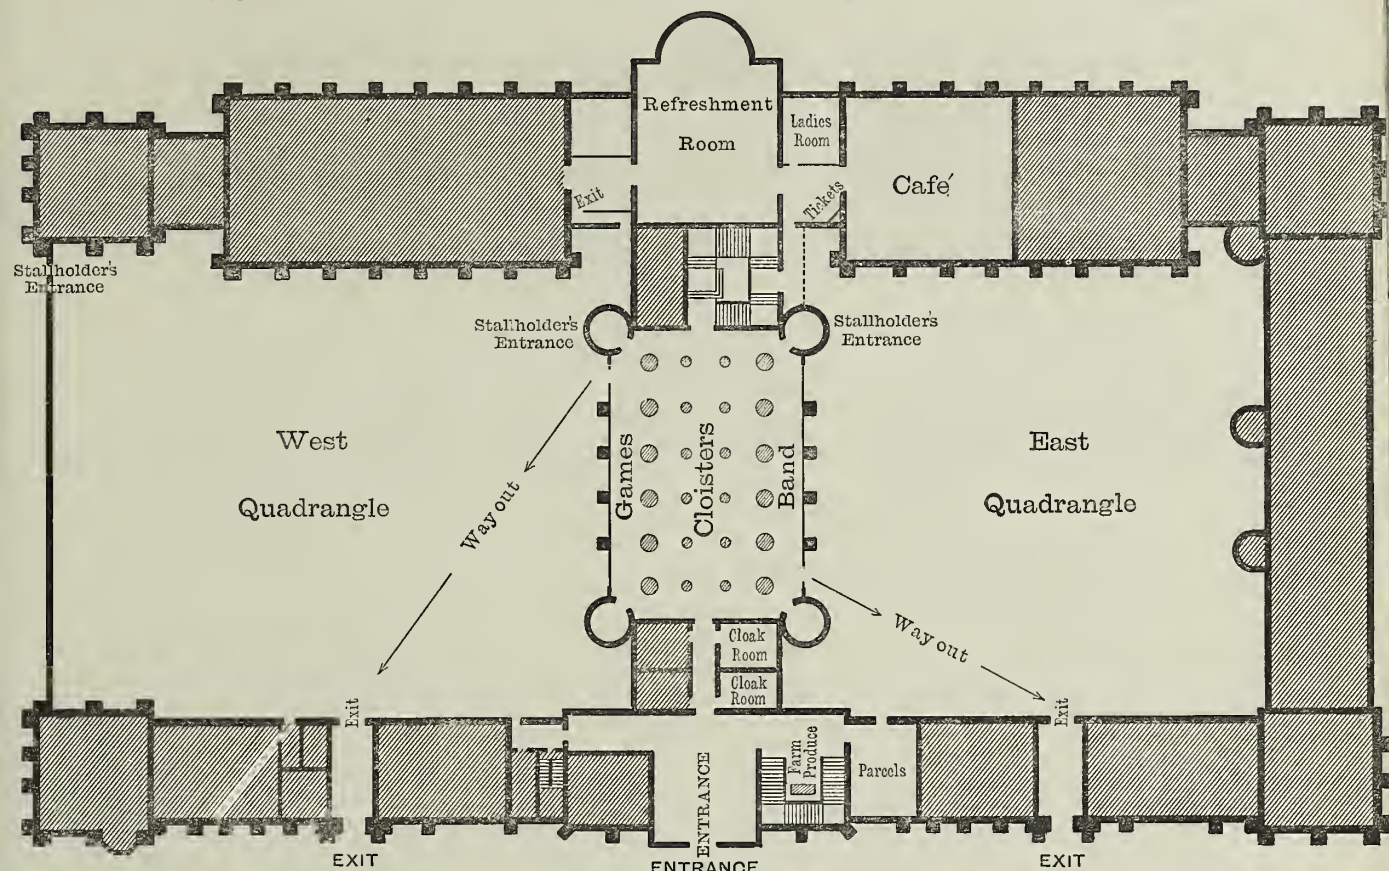 Refreshment
Room
Ladies
Room
Café
Exit
Tickets
Stallholder's
Entrance
Stallholder's
Entrance
Stallholder's
Entrance
West
Quadrangle
Games
Cloisters
Band
East
Quadrangle
Way out
Way out
Cloak
Room
Cloak
Room
Exit
Exit
Farm
Produce
Parcels
ENTRANCE
EXIT
ENTRANCE
EXIT